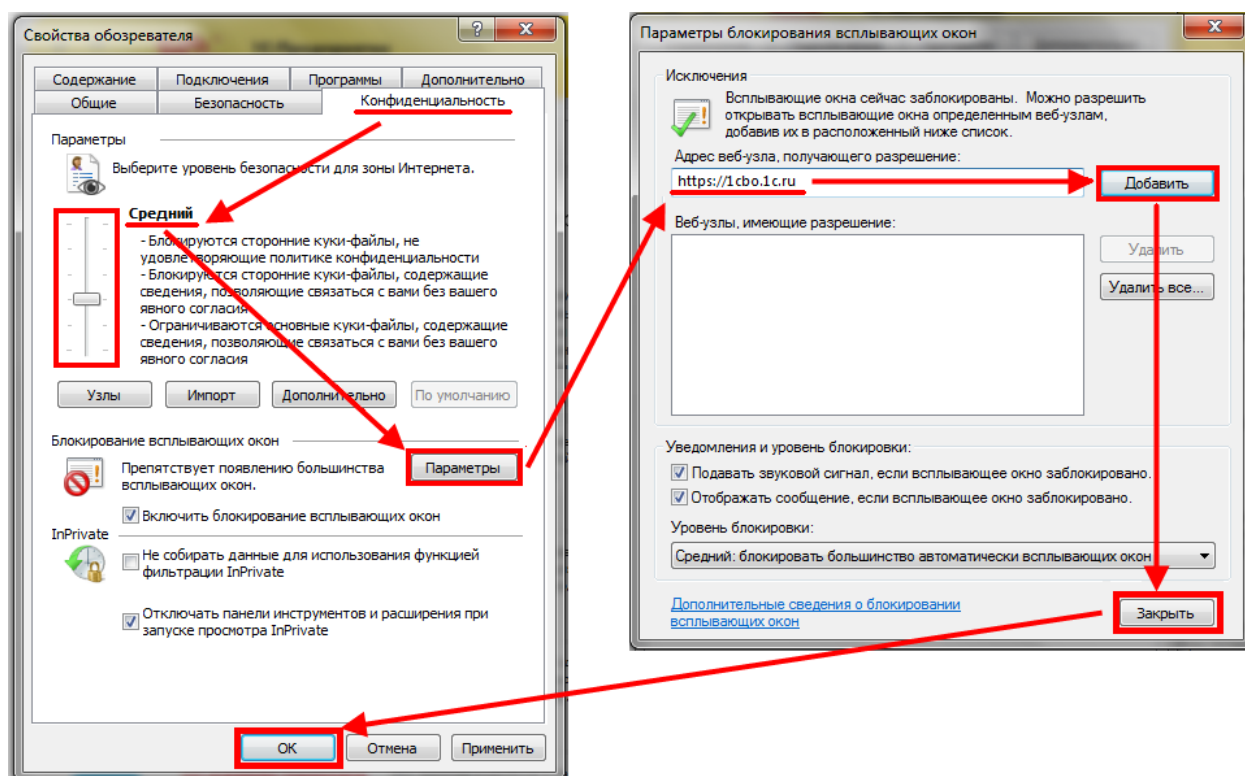 Свойства обозревателя
Содержание
Подключения
Программы
Дополнительно
Общие
Безопасность
Конфиденциальность
Параметры
Выберите уровень безопасности для зоны Интернета.
Средний
- Блокируются сторонние куки-файлы, не
удовлетворяющие политике конфиденциальности
- Блокируются сторонние куки-файлы, содержащие
сведения, позволяющие связаться с вами без вашего
явного согласия
- Ограничиваются основные куки-файлы, содержащие
сведения, позволяющие связаться с вами без вашего
явного согласия
Узлы
Импорт
Дополнительно
По умолчанию
Блокирование всплывающих окон
Препятствует появлению большинства
всплывающих окон.
Параметры
Включить блокирование всплывающих окон
InPrivate
Не собирать данные для использования функцией
фильтрации InPrivate
Отключать панели инструментов и расширения при
запуске просмотра InPrivate
OK
Отмена
Применить
Параметры блокирования всплывающих окон
Исключения
Всплывающие окна сейчас заблокированы. Можно разрешить
открывать всплывающие окна определенным веб-узлам,
добавив их в расположенный ниже список.
Адрес веб-узла, получающего разрешение:
https://1cbo.1c.ru
Добавить
Веб-узлы, имеющие разрешение:
Удалить
Удалить все...
Уведомления и уровень блокировки:
Подавать звуковой сигнал, если всплывающее окно заблокировано.
Отображать сообщение, если всплывающее окно заблокировано.
Уровень блокировки:
Средний: блокировать большинство автоматически всплывающих окон
Дополнительные сведения о блокировании
всплывающих окон
Закрыть